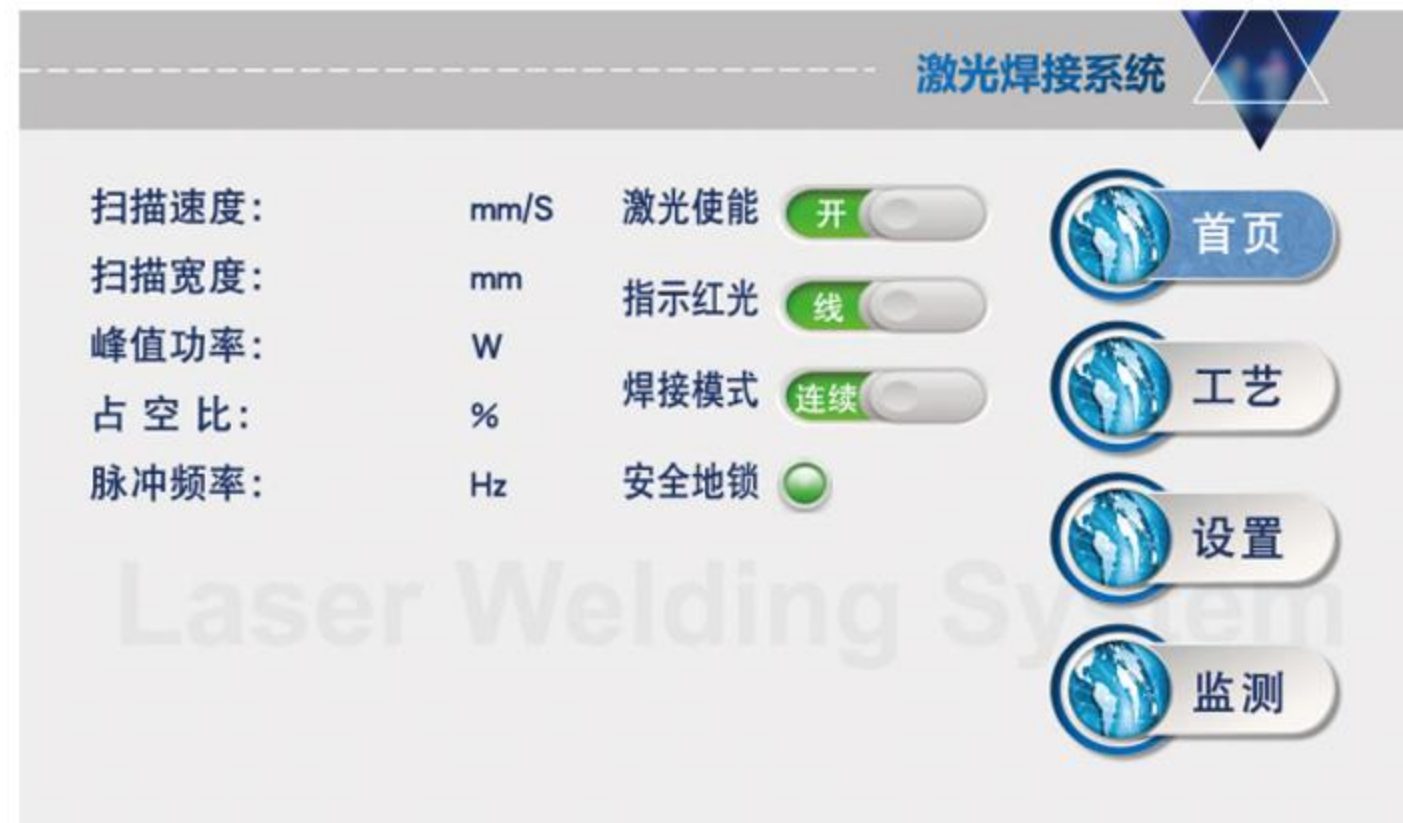 激光焊接系统
扫描速度： mm/S
扫描宽度： mm
峰值功率： W
占空比： %
脉冲频率： Hz
激光使能 开
指示红光 线
焊接模式 连续
安全地锁
首页
工艺
设置
监测
Laser Welding System